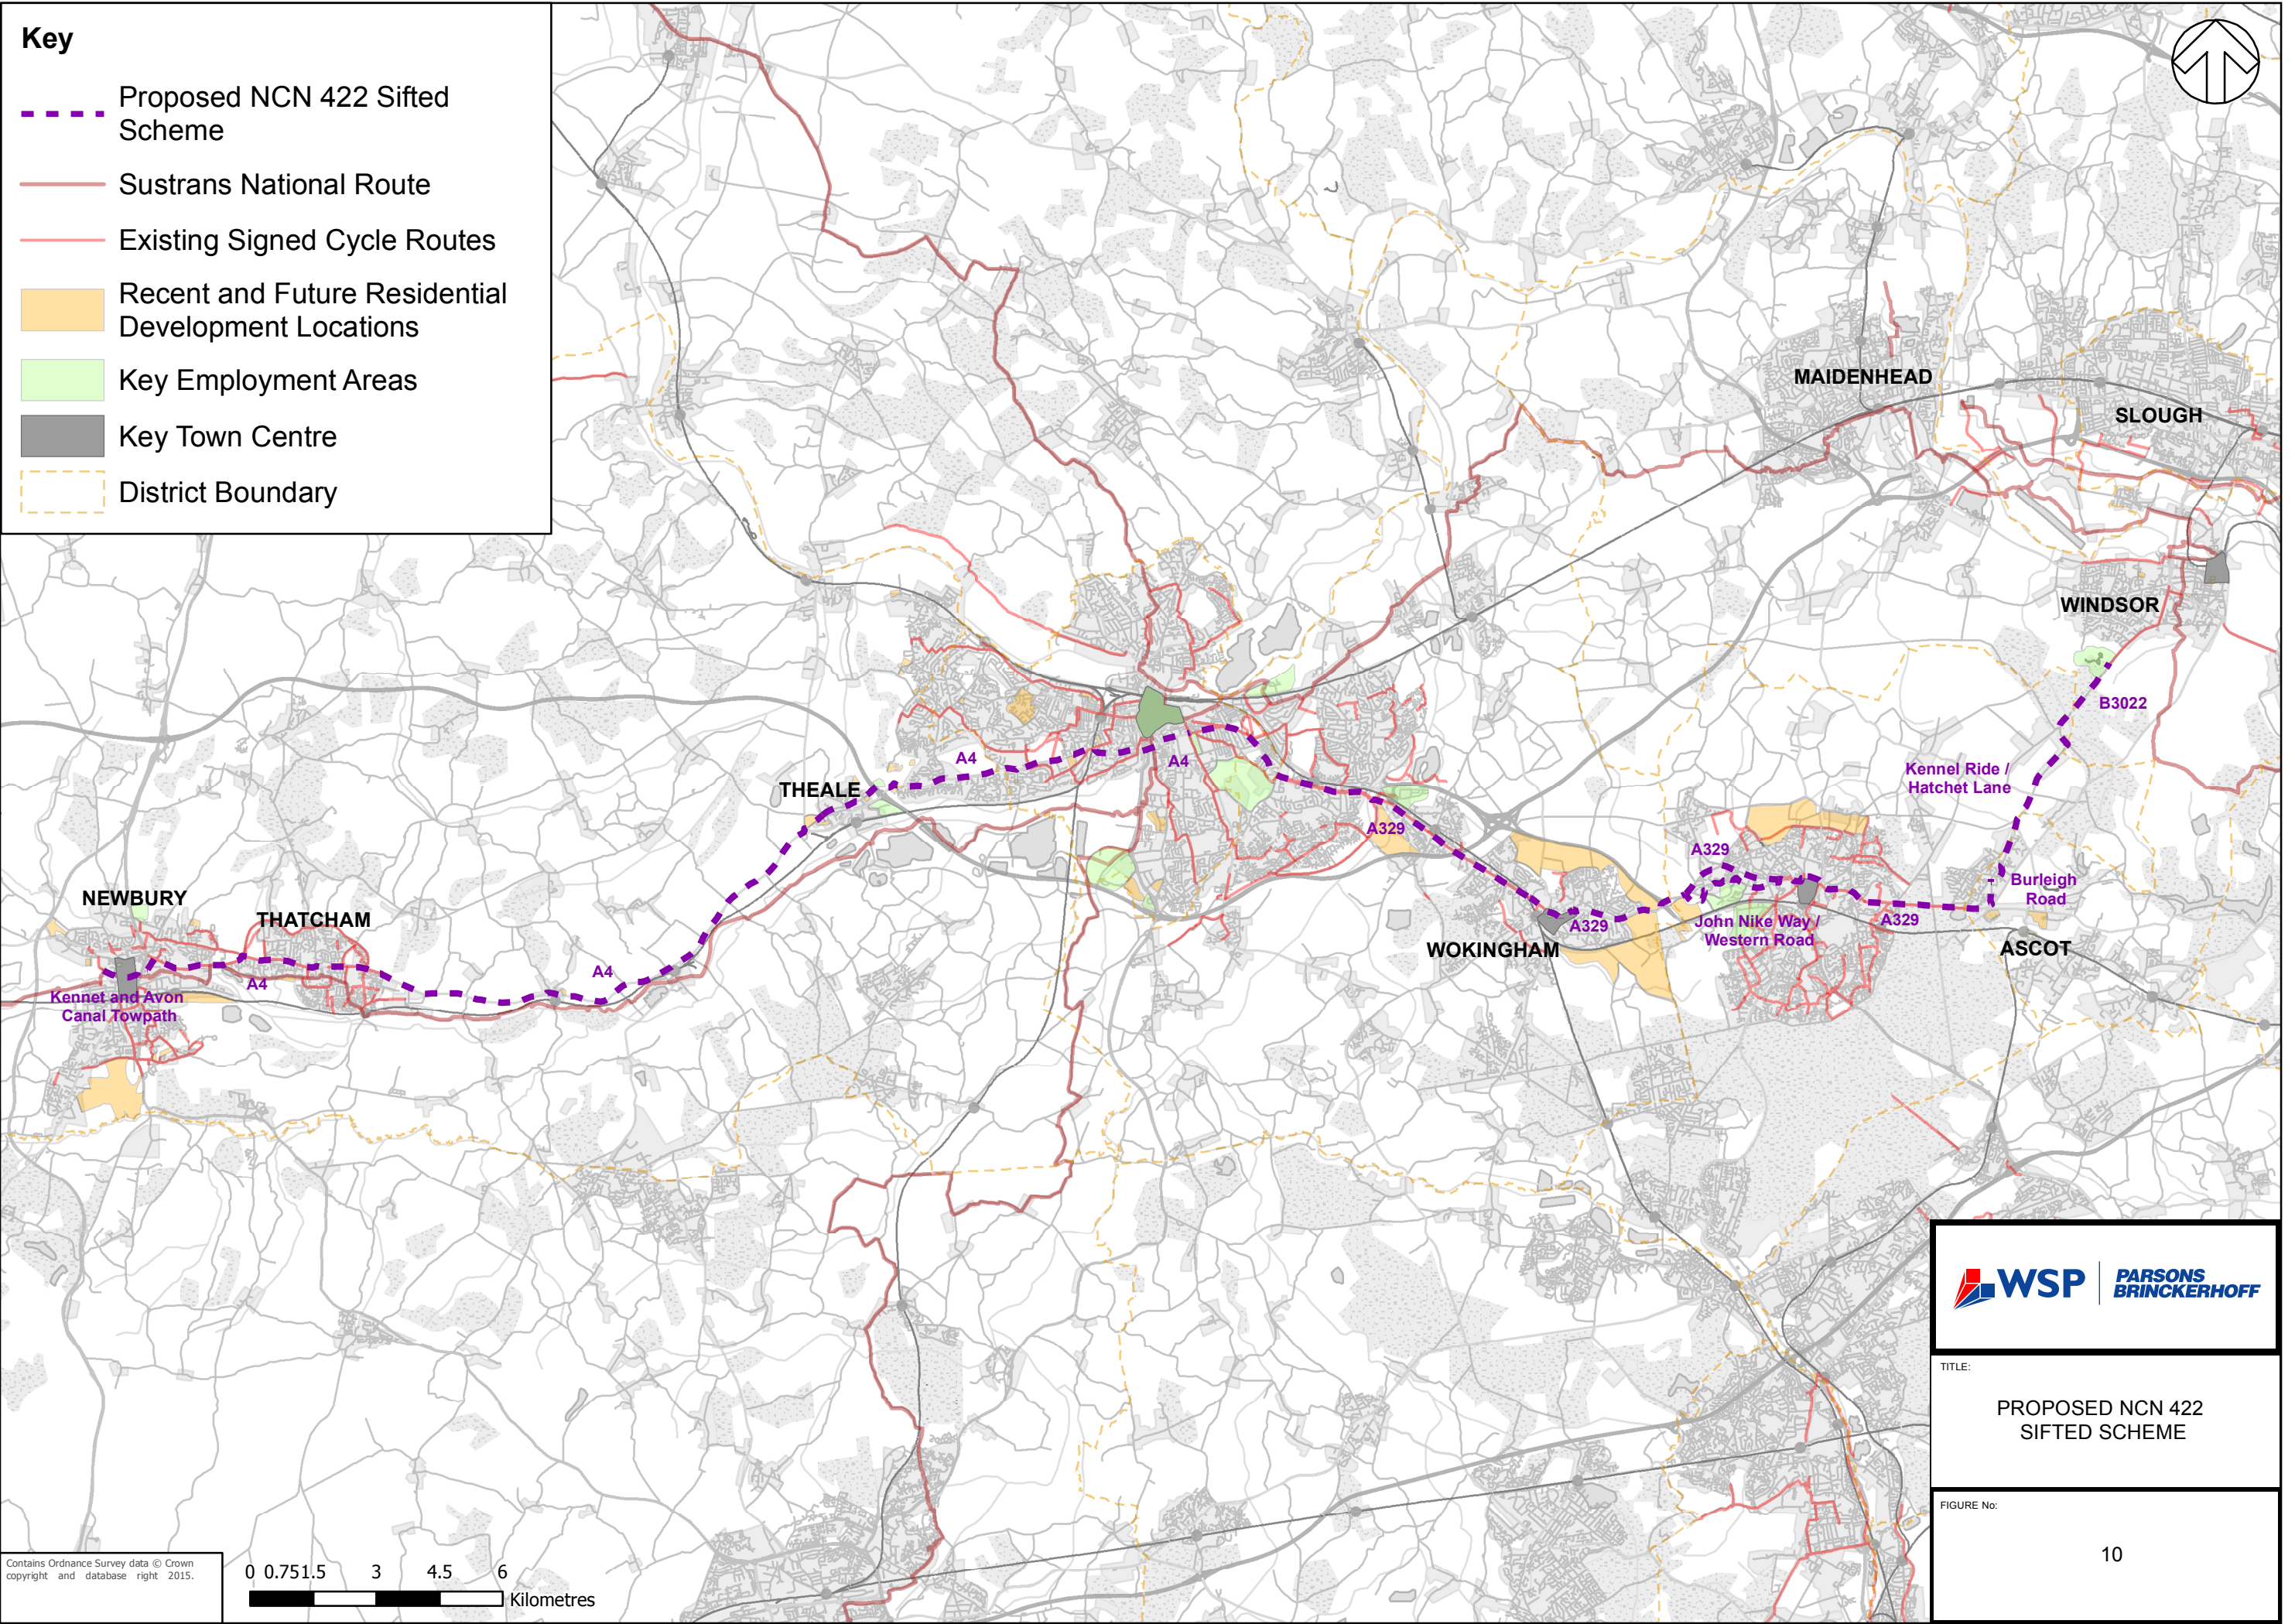 Key
Proposed NCN 422 Sifted
Scheme
Sustrans National Route
Existing Signed Cycle Routes
Recent and Future Residential
Development Locations
Key Employment Areas
Key Town Centre
District Boundary
MAIDENHEAD
SLOUGH
WINDSOR
B3022
Kennel Ride /
Hatchet Lane
A4
A4
THEALE
A329
A329
Burleigh
Road
NEWBURY
THATCHAM
A329
John Nike Way /
Western Road
A329
WOKINGHAM
ASCOT
A4
A4
Kennet and Avon
Canal Towpath
WSP
PARSONS
BRINCKERHOFF
TITLE:
PROPOSED NCN 422
SIFTED SCHEME
FIGURE No:
10
Contains Ordnance Survey data © Crown
copyright and database right 2015.
0 0.75 1.5 3 4.5 6
Kilometres